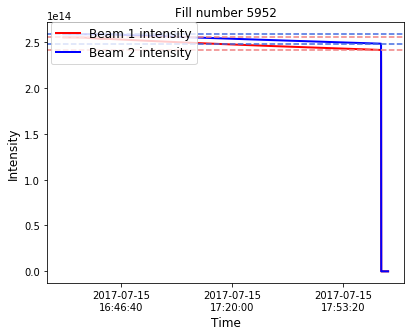 Fill number 5952
1e14
Beam 1 intensity
Beam 2 intensity
2.5
2.0
1.5
1.0
0.5
0.0
Intensity
2017-07-15
16:46:40
2017-07-15
17:20:00
2017-07-15
17:53:20
Time